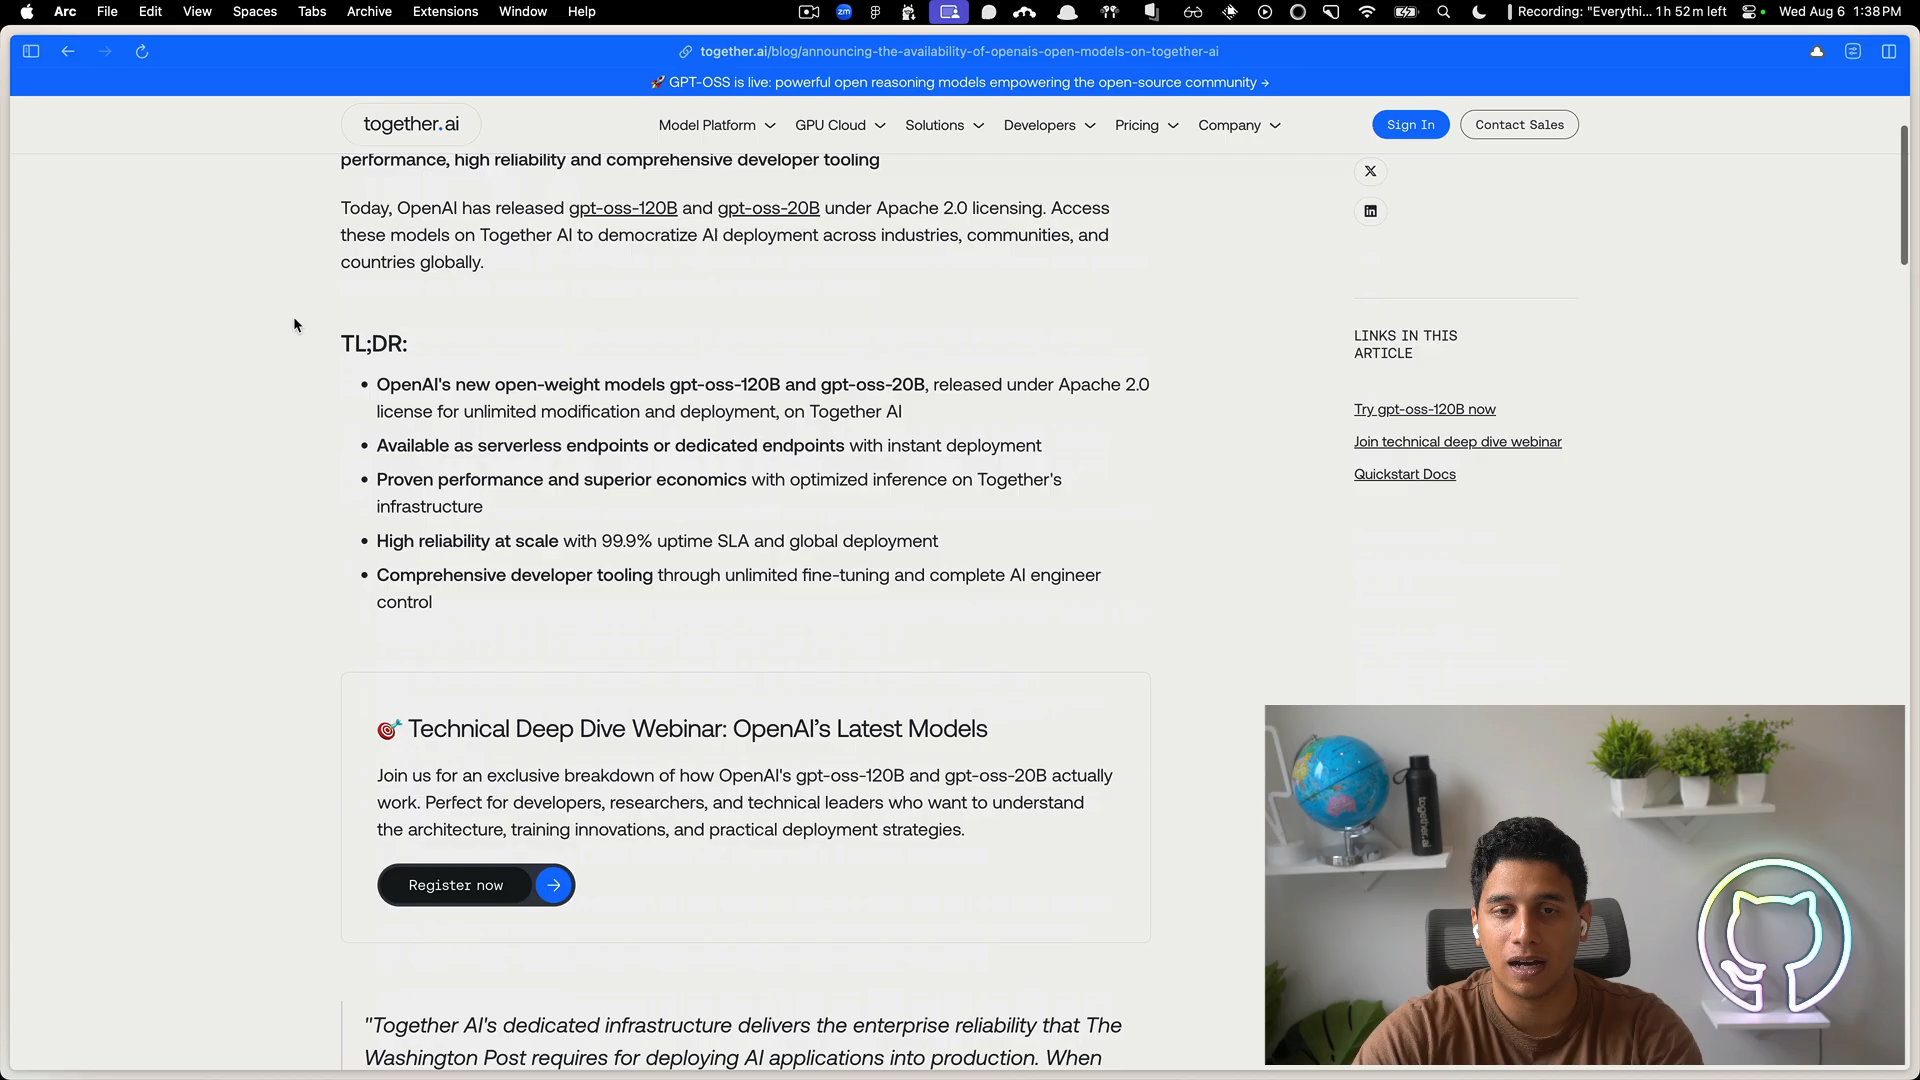 Arc File Edit View Spaces Tabs Archive Extensions Window Help zm Recording: "Everythi... 1 h 52 m left Wed Aug 6 1:38 PM
together.ai/blog/announcing-the-availability-of-openais-open-models-on-together-ai
🚀 GPT-OSS is live: powerful open reasoning models empowering the open-source community →
together.ai Model Platform GPU Cloud Solutions Developers Pricing Company Sign In Contact Sales
performance, high reliability and comprehensive developer tooling
Today, OpenAI has released gpt-oss-120B and gpt-oss-20B under Apache 2.0 licensing. Access
these models on Together AI to democratize AI deployment across industries, communities, and
countries globally.
TL;DR:
• OpenAI's new open-weight models gpt-oss-120B and gpt-oss-20B, released under Apache 2.0
license for unlimited modification and deployment, on Together AI
• Available as serverless endpoints or dedicated endpoints with instant deployment
• Proven performance and superior economics with optimized inference on Together's
infrastructure
• High reliability at scale with 99.9% uptime SLA and global deployment
• Comprehensive developer tooling through unlimited fine-tuning and complete AI engineer
control
🎯 Technical Deep Dive Webinar: OpenAI’s Latest Models
Join us for an exclusive breakdown of how OpenAI's gpt-oss-120B and gpt-oss-20B actually
work. Perfect for developers, researchers, and technical leaders who want to understand
the architecture, training innovations, and practical deployment strategies.
Register now →
"Together AI's dedicated infrastructure delivers the enterprise reliability that The
Washington Post requires for deploying AI applications into production. When
LINKS IN THIS
ARTICLE
Try gpt-oss-120B now
Join technical deep dive webinar
Quickstart Docs
together.ai